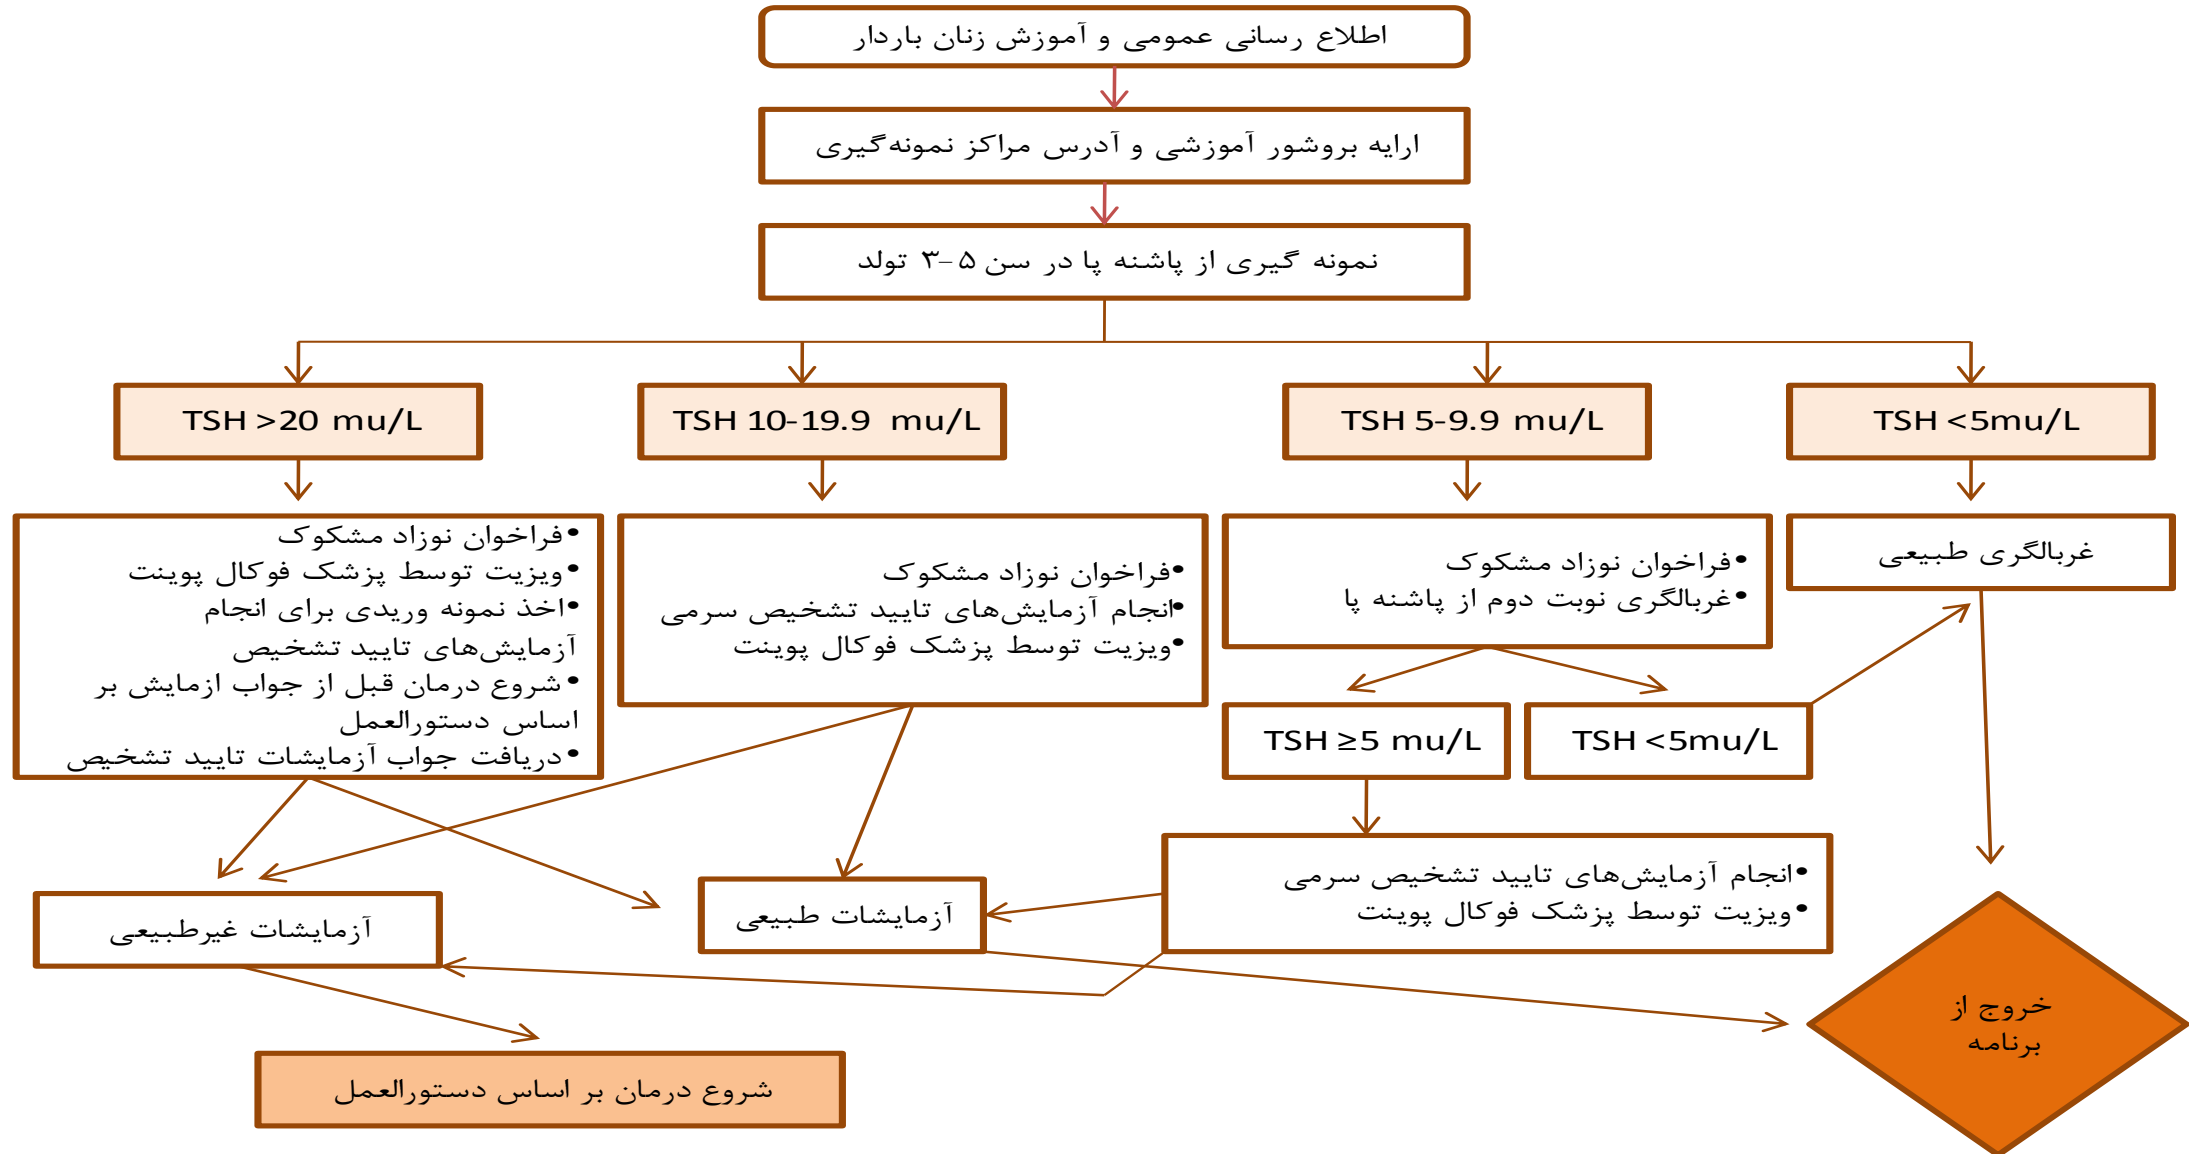 اطلاع رسانی عمومی و آموزش زنان باردار
ارایه بروشور آموزشی و آدرس مراکز نمونه‌گیری
نمونه گیری از پاشنه پا در سن ۵–۳ تولد
TSH <5mu/L
TSH 5-9.9 mu/L
TSH 10-19.9 mu/L
TSH >20 mu/L
غربالگری طبیعی
•فراخوان نوزاد مشکوک
•غربالگری نوبت دوم از پاشنه پا
•فراخوان نوزاد مشکوک
•انجام آزمایش‌های تایید تشخیص سرمی
•ویزیت توسط پزشک فوکال پوینت
•فراخوان نوزاد مشکوک
•ویزیت توسط پزشک فوکال پوینت
•اخذ نمونه وریدی برای انجام
آزمایش‌های تایید تشخیص
•شروع درمان قبل از جواب ازمایش بر
اساس دستورالعمل
•دریافت جواب آزمایشات تایید تشخیص
TSH <5mu/L
TSH ≥5 mu/L
•انجام آزمایش‌های تایید تشخیص سرمی
•ویزیت توسط پزشک فوکال پوینت
آزمایشات طبیعی
آزمایشات غیرطبیعی
خروج از
برنامه
شروع درمان بر اساس دستورالعمل